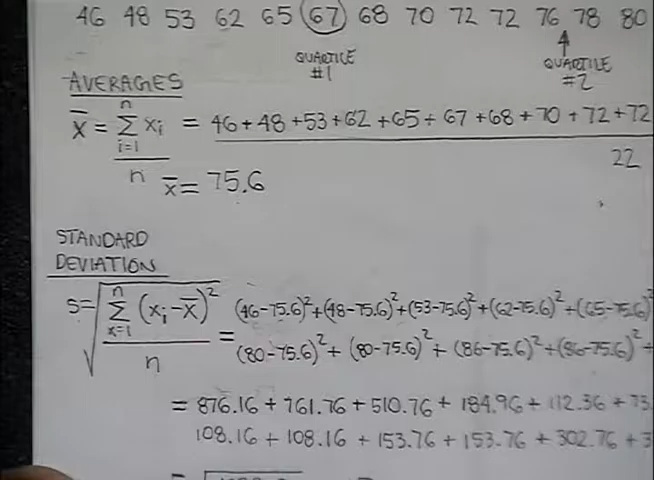 46 48 53 62 65 67 68 70 72 72 76 78 80
QUARTILE #1
QUARTILE #2
AVERAGES
x̄ = n Σ i=1 xi / n = 46+48+53+62+65+67+68+70+72+72 / 22
x̄ = 75.6
STANDARD
DEVIATION
s = √ n Σ x=1 (xi-x̄)² / n = (46-75.6)²+(48-75.6)²+(53-75.6)²+(62-75.6)²+(65-75.6)²
(80-75.6)²+(80-75.6)²+(86-75.6)²+(86-75.6)²+
= 876.16+761.76+510.76+184.96+112.36+73.
108.16+108.16+153.76+153.76+302.76+3